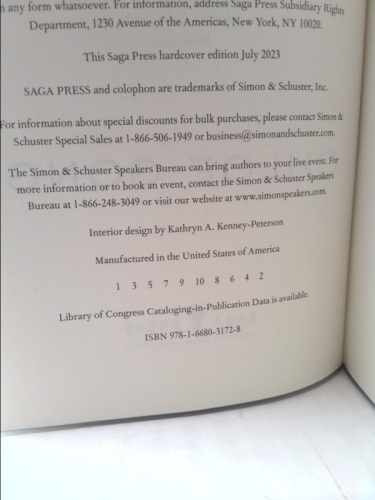 any form whatsoever. For information, address Saga Press Subsidiary Rights
Department, 1230 Avenue of the Americas, New York, NY 10020.
This Saga Press hardcover edition July 2023
SAGA PRESS and colophon are trademarks of Simon & Schuster, Inc.
For information about special discounts for bulk purchases, please contact Simon &
Schuster Special Sales at 1-866-506-1949 or business@simonandschuster.com.
The Simon & Schuster Speakers Bureau can bring authors to your live event. For
more information or to book an event, contact the Simon & Schuster Speakers
Bureau at 1-866-248-3049 or visit our website at www.simonspeakers.com.
Interior design by Kathryn A. Kenney-Peterson
Manufactured in the United States of America
1 3 5 7 9 10 8 6 4 2
Library of Congress Cataloging-in-Publication Data is available.
ISBN 978-1-6680-3172-8